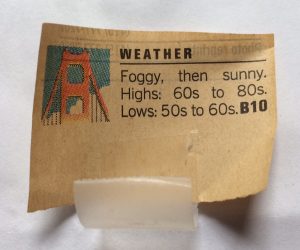 WEATHER
Foggy, then sunny.
Highs: 60s to 80s.
Lows: 50s to 60s. B10